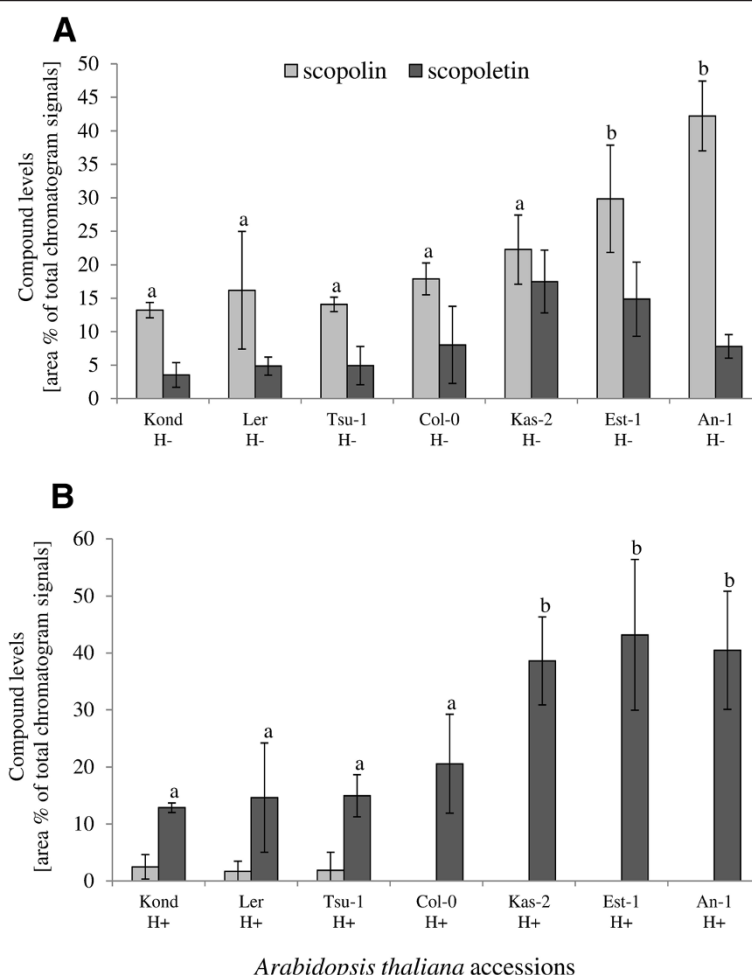 A
50
45
40
35
30
25
20
15
10
5
0
Compound levels
[area % of total chromatogram signals]
scopolin scopoletin
a a a a a b b
Kond Ler Tsu-1 Col-0 Kas-2 Est-1 An-1
H- H- H- H- H- H- H-
B
60
50
40
30
20
10
0
Compound levels
[area % of total chromatogram signals]
a a a a b b b
Kond Ler Tsu-1 Col-0 Kas-2 Est-1 An-1
H+ H+ H+ H+ H+ H+ H+
Arabidopsis thaliana accessions